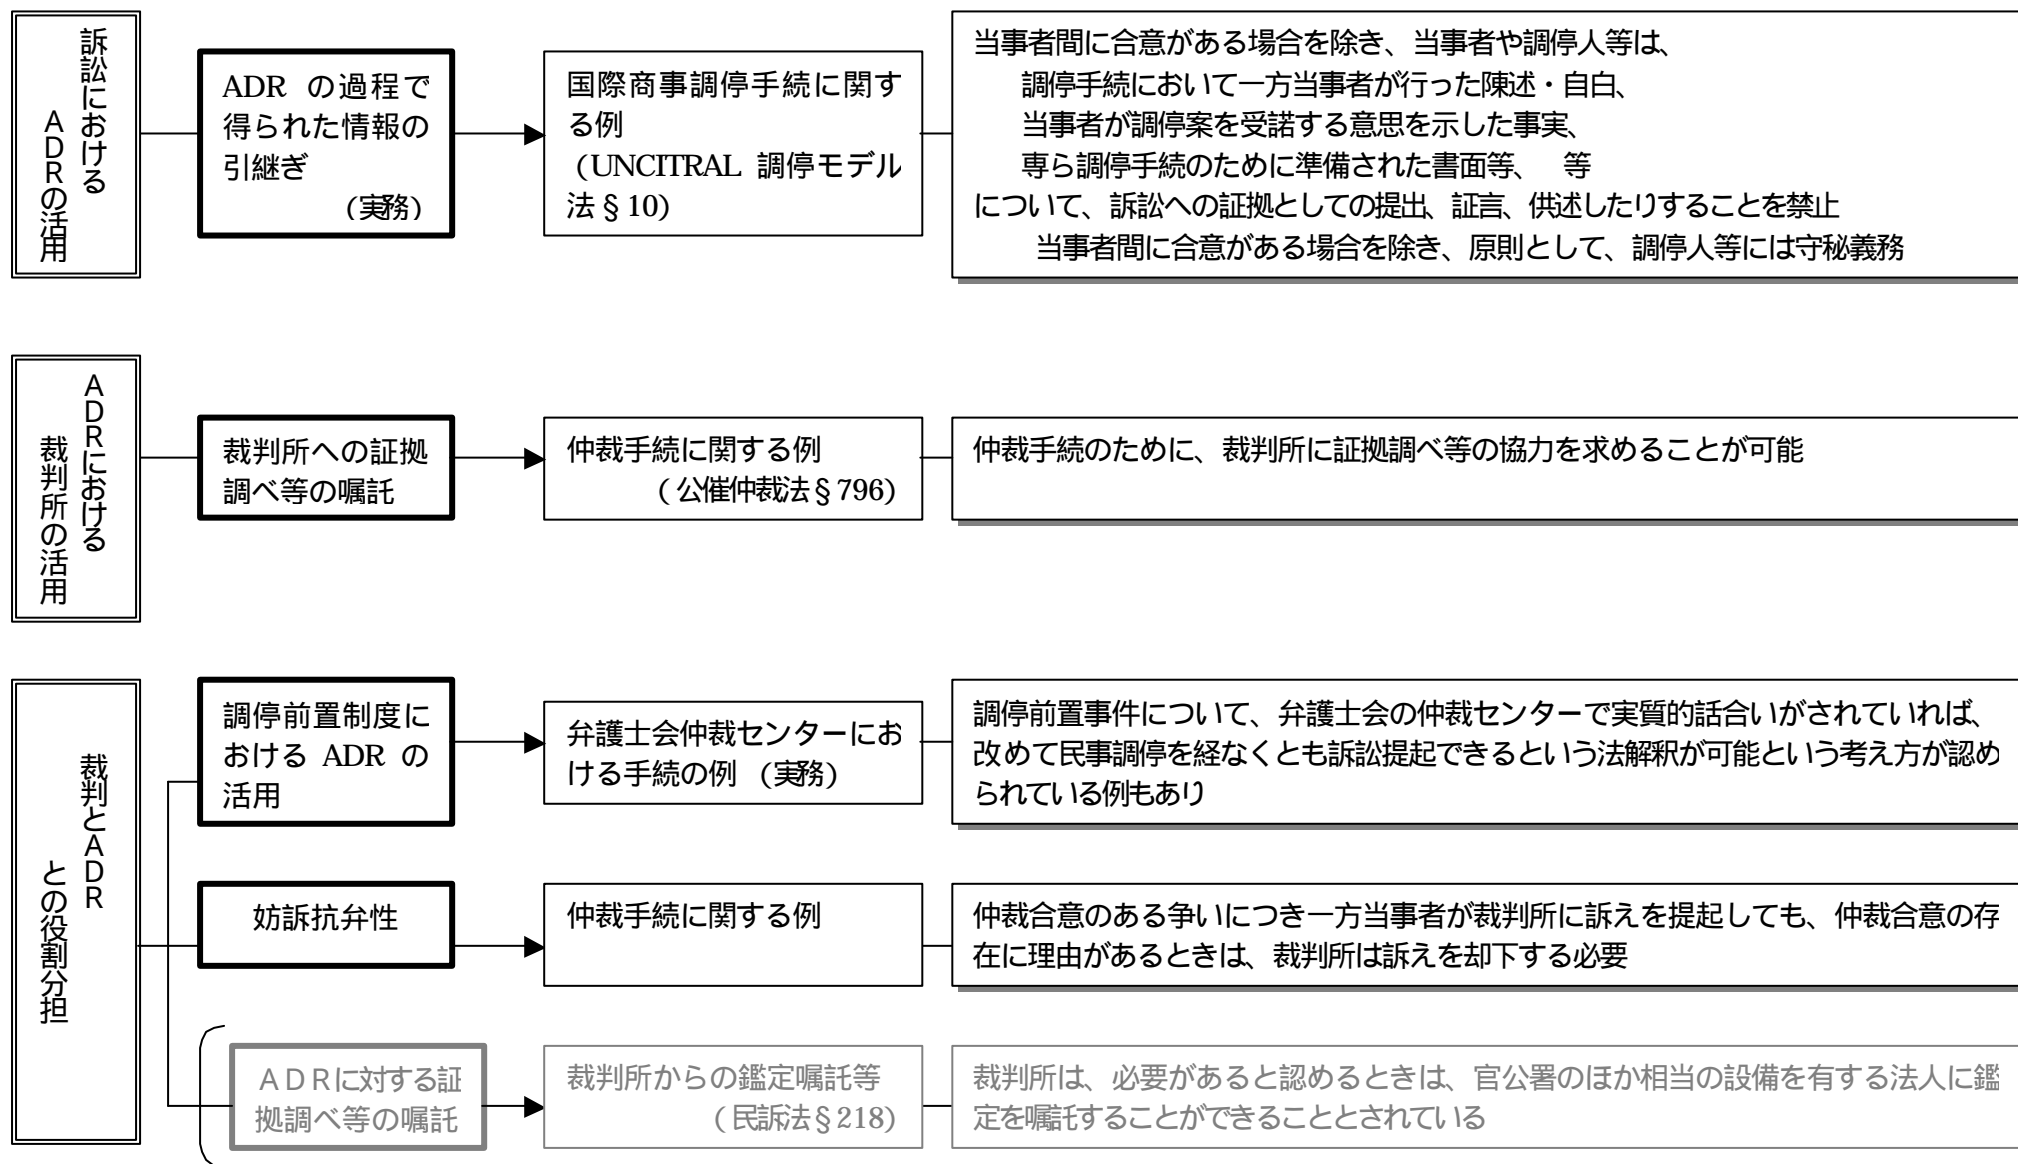 訴訟における
ADRの活用
ADR の過程で
得られた情報の
引継ぎ
(実務)
国際商事調停手続に関す
る例
(UNCITRAL 調停モデル
法§10)
当事者間に合意がある場合を除き、当事者や調停人等は、
調停手続において一方当事者が行った陳述・自白、
当事者が調停案を受諾する意思を示した事実、
専ら調停手続のために準備された書面等、 等
について、訴訟への証拠としての提出、証言、供述したりすることを禁止
当事者間に合意がある場合を除き、原則として、調停人等には守秘義務
ADRにおける
裁判所の活用
裁判所への証拠
調べ等の嘱託
仲裁手続に関する例
(公催仲裁法§796)
仲裁手続のために、裁判所に証拠調べ等の協力を求めることが可能
裁判とADR
との役割分担
調停前置制度に
おける ADR の
活用
弁護士会仲裁センターにお
ける手続の例 (実務)
調停前置事件について、弁護士会の仲裁センターで実質的話合いがされていれば、
改めて民事調停を経なくとも訴訟提起できるという法解釈が可能という考え方が認め
られている例もあり
妨訴抗弁性
仲裁手続に関する例
仲裁合意のある争いにつき一方当事者が裁判所に訴えを提起しても、仲裁合意の存
在に理由があるときは、裁判所は訴えを却下する必要
ADRに対する証
拠調べ等の嘱託
裁判所からの鑑定嘱託等
(民訴法§218)
裁判所は、必要があると認めるときは、官公署のほか相当の設備を有する法人に鑑
定を嘱託することができることとされている